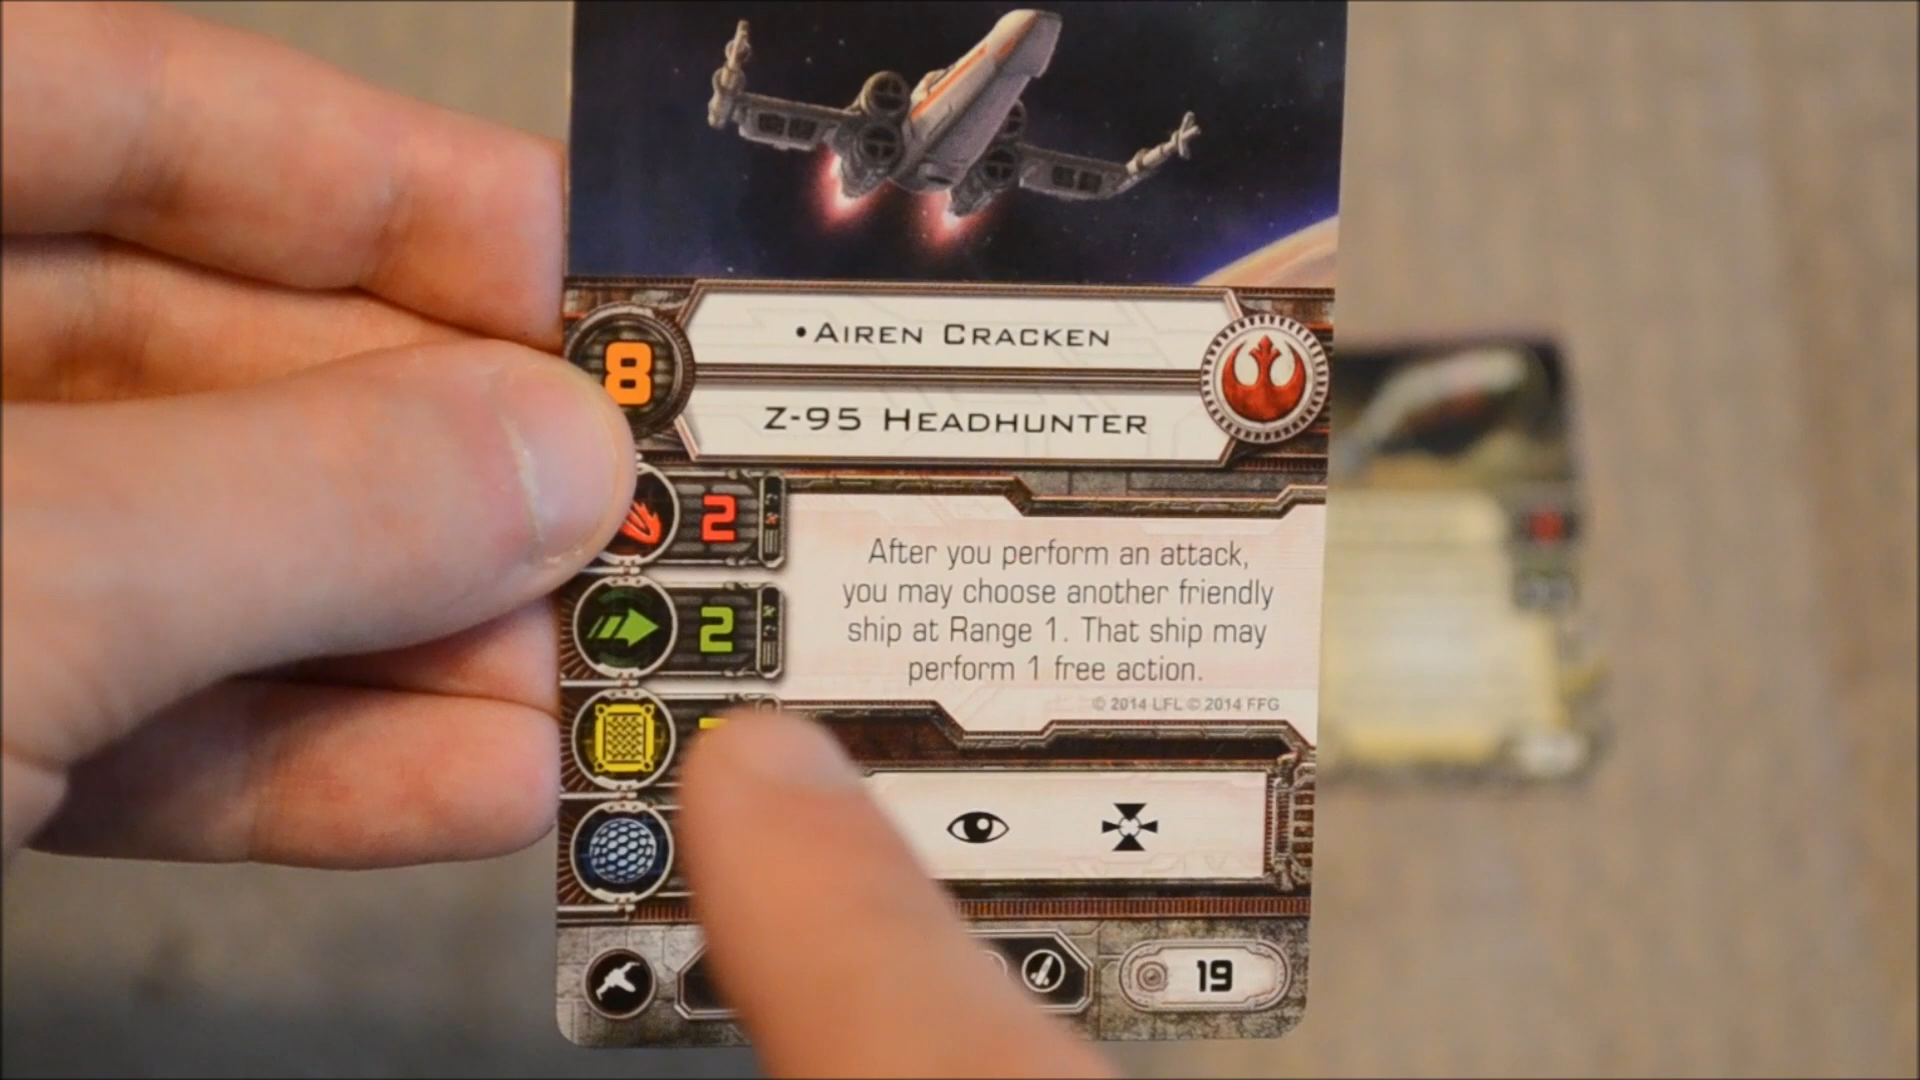 •AIREN CRACKEN
8
Z-95 HEADHUNTER
2
After you perform an attack,
you may choose another friendly
2
ship at Range 1. That ship may
perform 1 free action.
© 2014 LFL © 2014 FFG
19